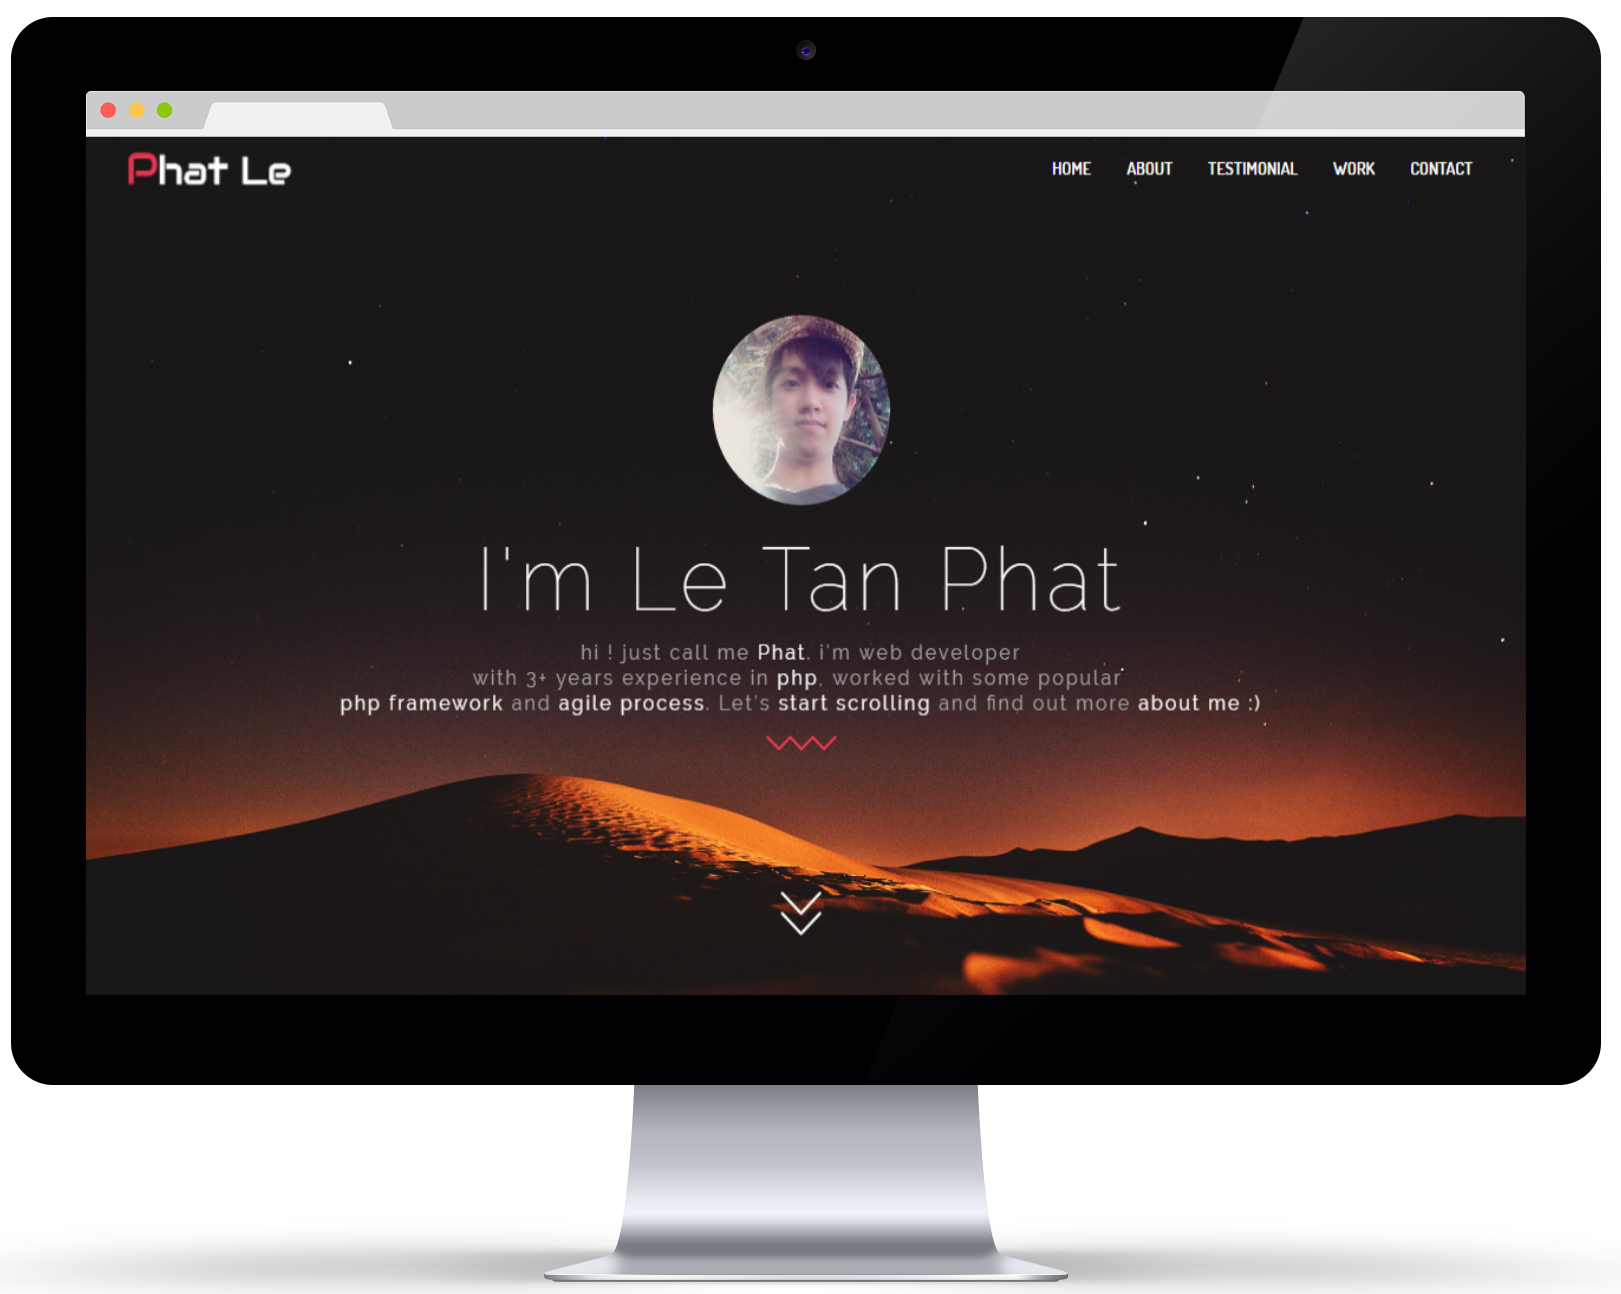 Phat Le
HOME ABOUT TESTIMONIAL WORK CONTACT
I'm Le Tan Phat
hi ! just call me Phat. i'm web developer
with 3+ years experience in php, worked with some popular
php framework and agile process. Let's start scrolling and find out more about me :)